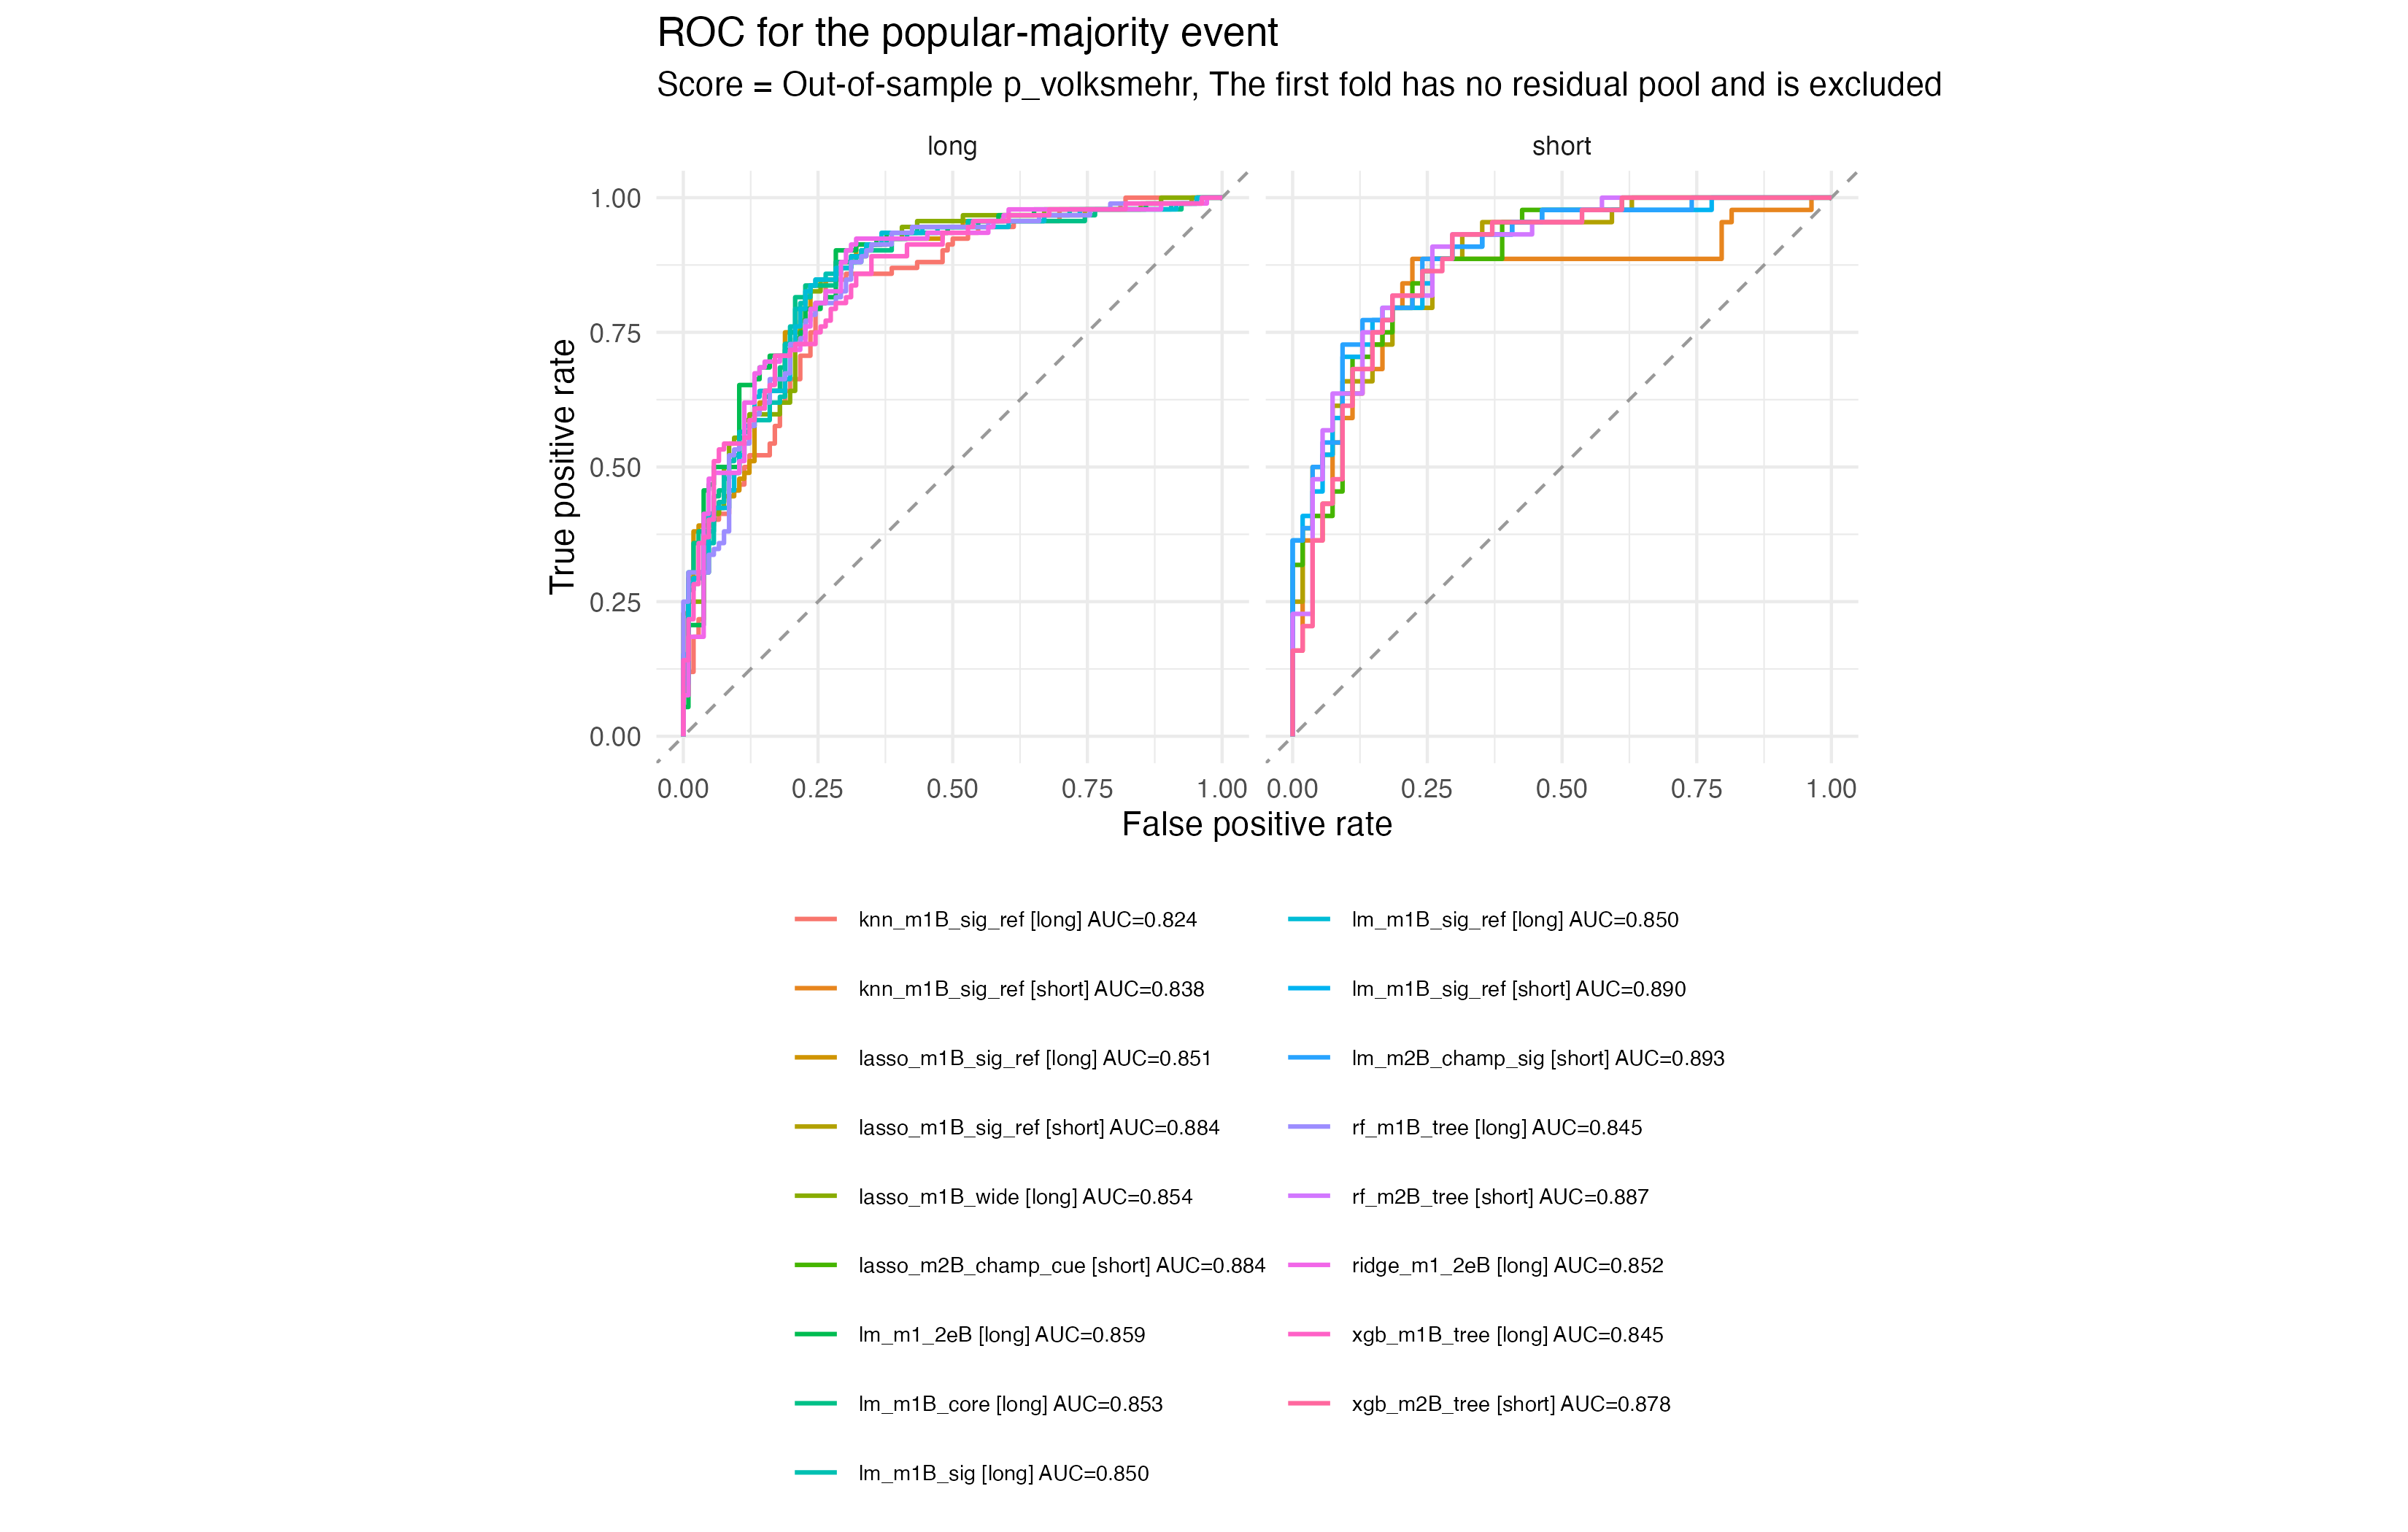 ROC for the popular-majority event
Score = Out-of-sample p_volksmehr, The first fold has no residual pool and is excluded
long
short
True positive rate
1.00
0.75
0.50
0.25
0.00
0.00 0.25 0.50 0.75 1.00
0.00 0.25 0.50 0.75 1.00
False positive rate
knn_m1B_sig_ref [long] AUC=0.824
knn_m1B_sig_ref [short] AUC=0.838
lasso_m1B_sig_ref [long] AUC=0.851
lasso_m1B_sig_ref [short] AUC=0.884
lasso_m1B_wide [long] AUC=0.854
lasso_m2B_champ_cue [short] AUC=0.884
lm_m1_2eB [long] AUC=0.859
lm_m1B_core [long] AUC=0.853
lm_m1B_sig [long] AUC=0.850
lm_m1B_sig_ref [long] AUC=0.850
lm_m1B_sig_ref [short] AUC=0.890
lm_m2B_champ_sig [short] AUC=0.893
rf_m1B_tree [long] AUC=0.845
rf_m2B_tree [short] AUC=0.887
ridge_m1_2eB [long] AUC=0.852
xgb_m1B_tree [long] AUC=0.845
xgb_m2B_tree [short] AUC=0.878